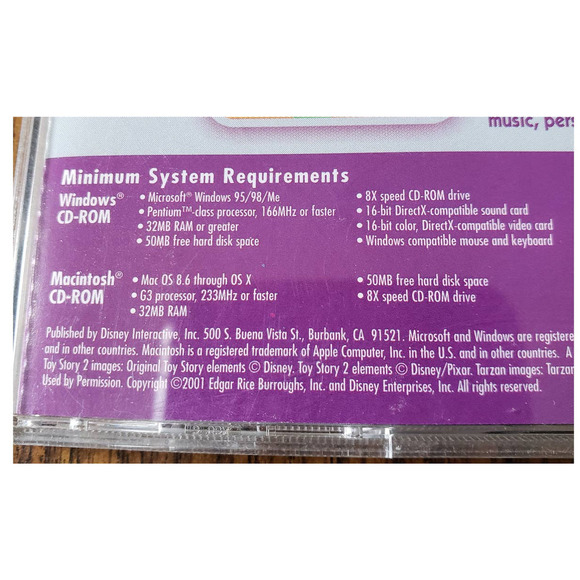 music, pers
Minimum System Requirements
Windows®
CD-ROM
• Microsoft® Windows 95/98/Me
• Pentium™-class processor, 166MHz or faster
• 32MB RAM or greater
• 50MB free hard disk space
• 8X speed CD-ROM drive
• 16-bit DirectX-compatible sound card
• 16-bit color, DirectX-compatible video card
• Windows compatible mouse and keyboard
Macintosh®
CD-ROM
• Mac OS 8.6 through OS X
• G3 processor, 233MHz or faster
• 32MB RAM
• 50MB free hard disk space
• 8X speed CD-ROM drive
Published by Disney Interactive, Inc. 500 S. Buena Vista St., Burbank, CA 91521. Microsoft and Windows are registere
and in other countries. Macintosh is a registered trademark of Apple Computer, Inc. in the U.S. and in other countries. A
Toy Story 2 images: Original Toy Story elements © Disney. Toy Story 2 elements © Disney/Pixar. Tarzan images: Tarzan
Used by Permission. Copyright ©2001 Edgar Rice Burroughs, Inc. and Disney Enterprises, Inc. All rights reserved.